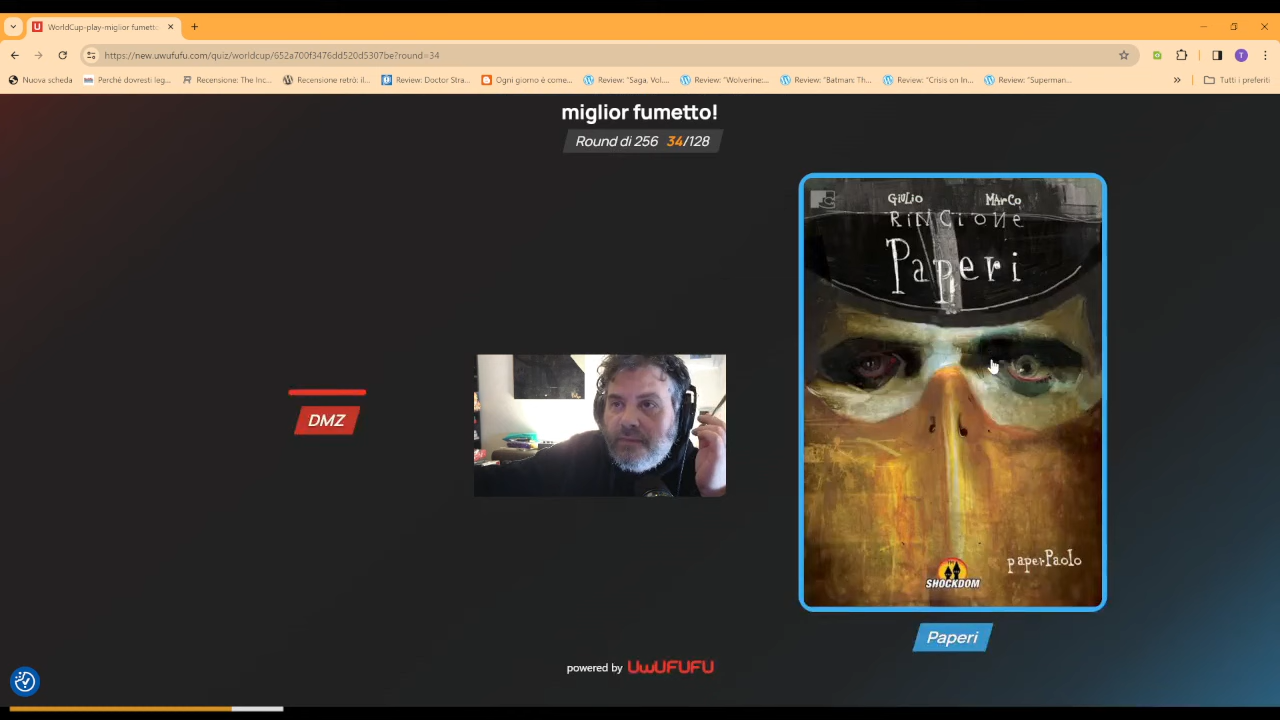 WorldCup-play-miglior fumetto
https://new.uwufufu.com/quiz/worldcup/652a700f3476dd520d5307be?round=34
T
Nuova scheda
Perché dovresti leg...
Recensione: The Inc...
Recensione retrò: il...
Review: Doctor Stra...
Ogni giorno è come...
Review: "Saga, Vol....
Review: "Wolverine:...
Review: "Batman: Th...
Review: "Crisis on In...
Review: "Superman...
Tutti i preferiti
miglior fumetto!
Round di 256 34/128
GiuLio MArCo
RiNCiONe
Paperi
DMZ
paperPaolo
SHOCKDOM
Paperi
powered by UwUFUFU